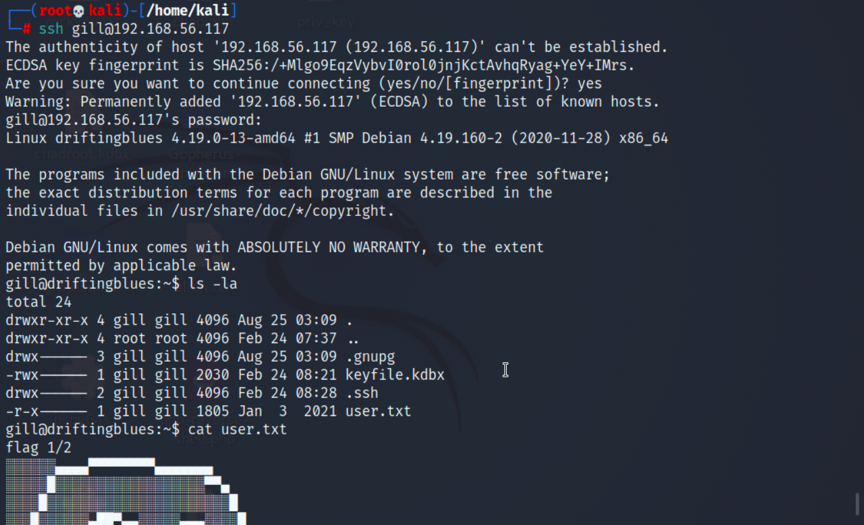 ┌──(root💀kali)-[/home/kali]
└─# ssh gill@192.168.56.117
The authenticity of host '192.168.56.117 (192.168.56.117)' can't be established.
ECDSA key fingerprint is SHA256:/+Mlgo9EqzVybvI0rol0jnjKctAvhqRyag+YeY+IMrs.
Are you sure you want to continue connecting (yes/no/[fingerprint])? yes
Warning: Permanently added '192.168.56.117' (ECDSA) to the list of known hosts.
gill@192.168.56.117's password:
Linux driftingblues 4.19.0-13-amd64 #1 SMP Debian 4.19.160-2 (2020-11-28) x86_64
The programs included with the Debian GNU/Linux system are free software;
the exact distribution terms for each program are described in the
individual files in /usr/share/doc/*/copyright.
Debian GNU/Linux comes with ABSOLUTELY NO WARRANTY, to the extent
permitted by applicable law.
gill@driftingblues:~$ ls -la
total 24
drwxr-xr-x 4 gill gill 4096 Aug 25 03:09 .
drwxr-xr-x 4 root root 4096 Feb 24 07:37 ..
drwx------ 3 gill gill 4096 Aug 25 03:09 .gnupg
-rwx------ 1 gill gill 2030 Feb 24 08:21 keyfile.kdbx
drwx------ 2 gill gill 4096 Feb 24 08:28 .ssh
-r-x------ 1 gill gill 1805 Jan  3  2021 user.txt
gill@driftingblues:~$ cat user.txt
flag 1/2